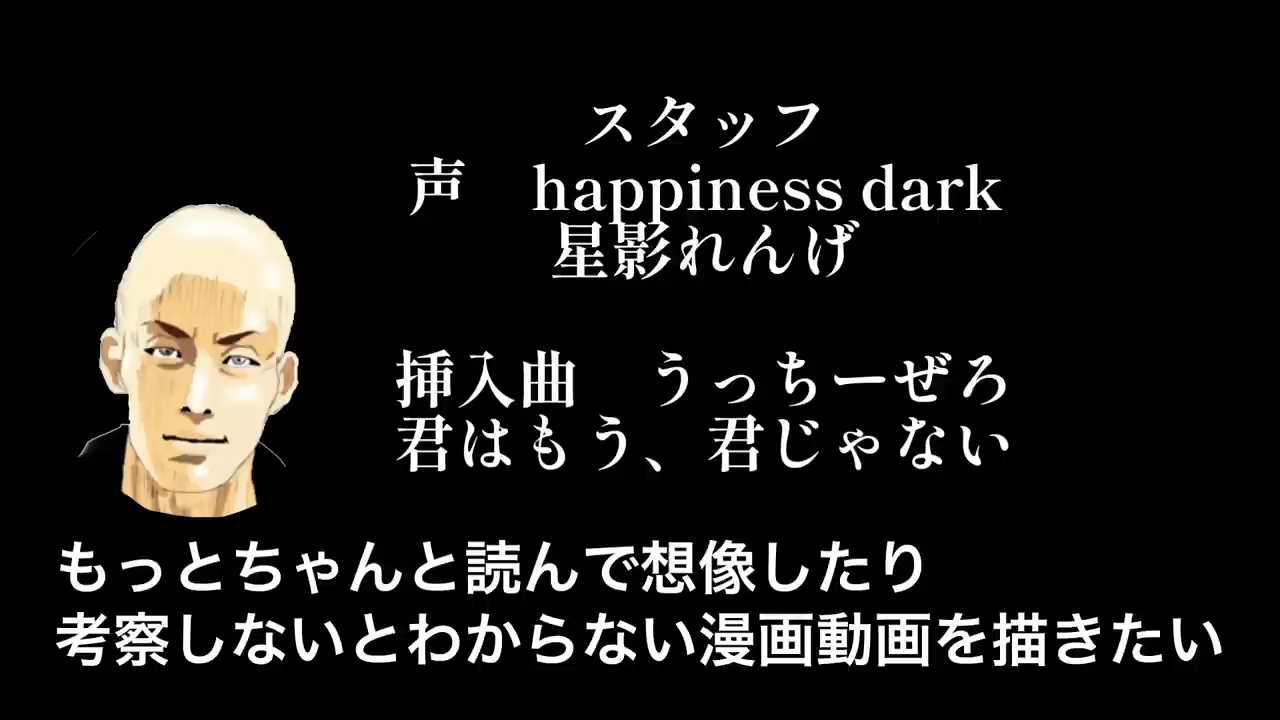 スタッフ
声　happiness dark
星影れんげ
挿入曲　うっちーぜろ
君はもう、君じゃない
もっとちゃんと読んで想像したり
考察しないとわからない漫画動画を描きたい